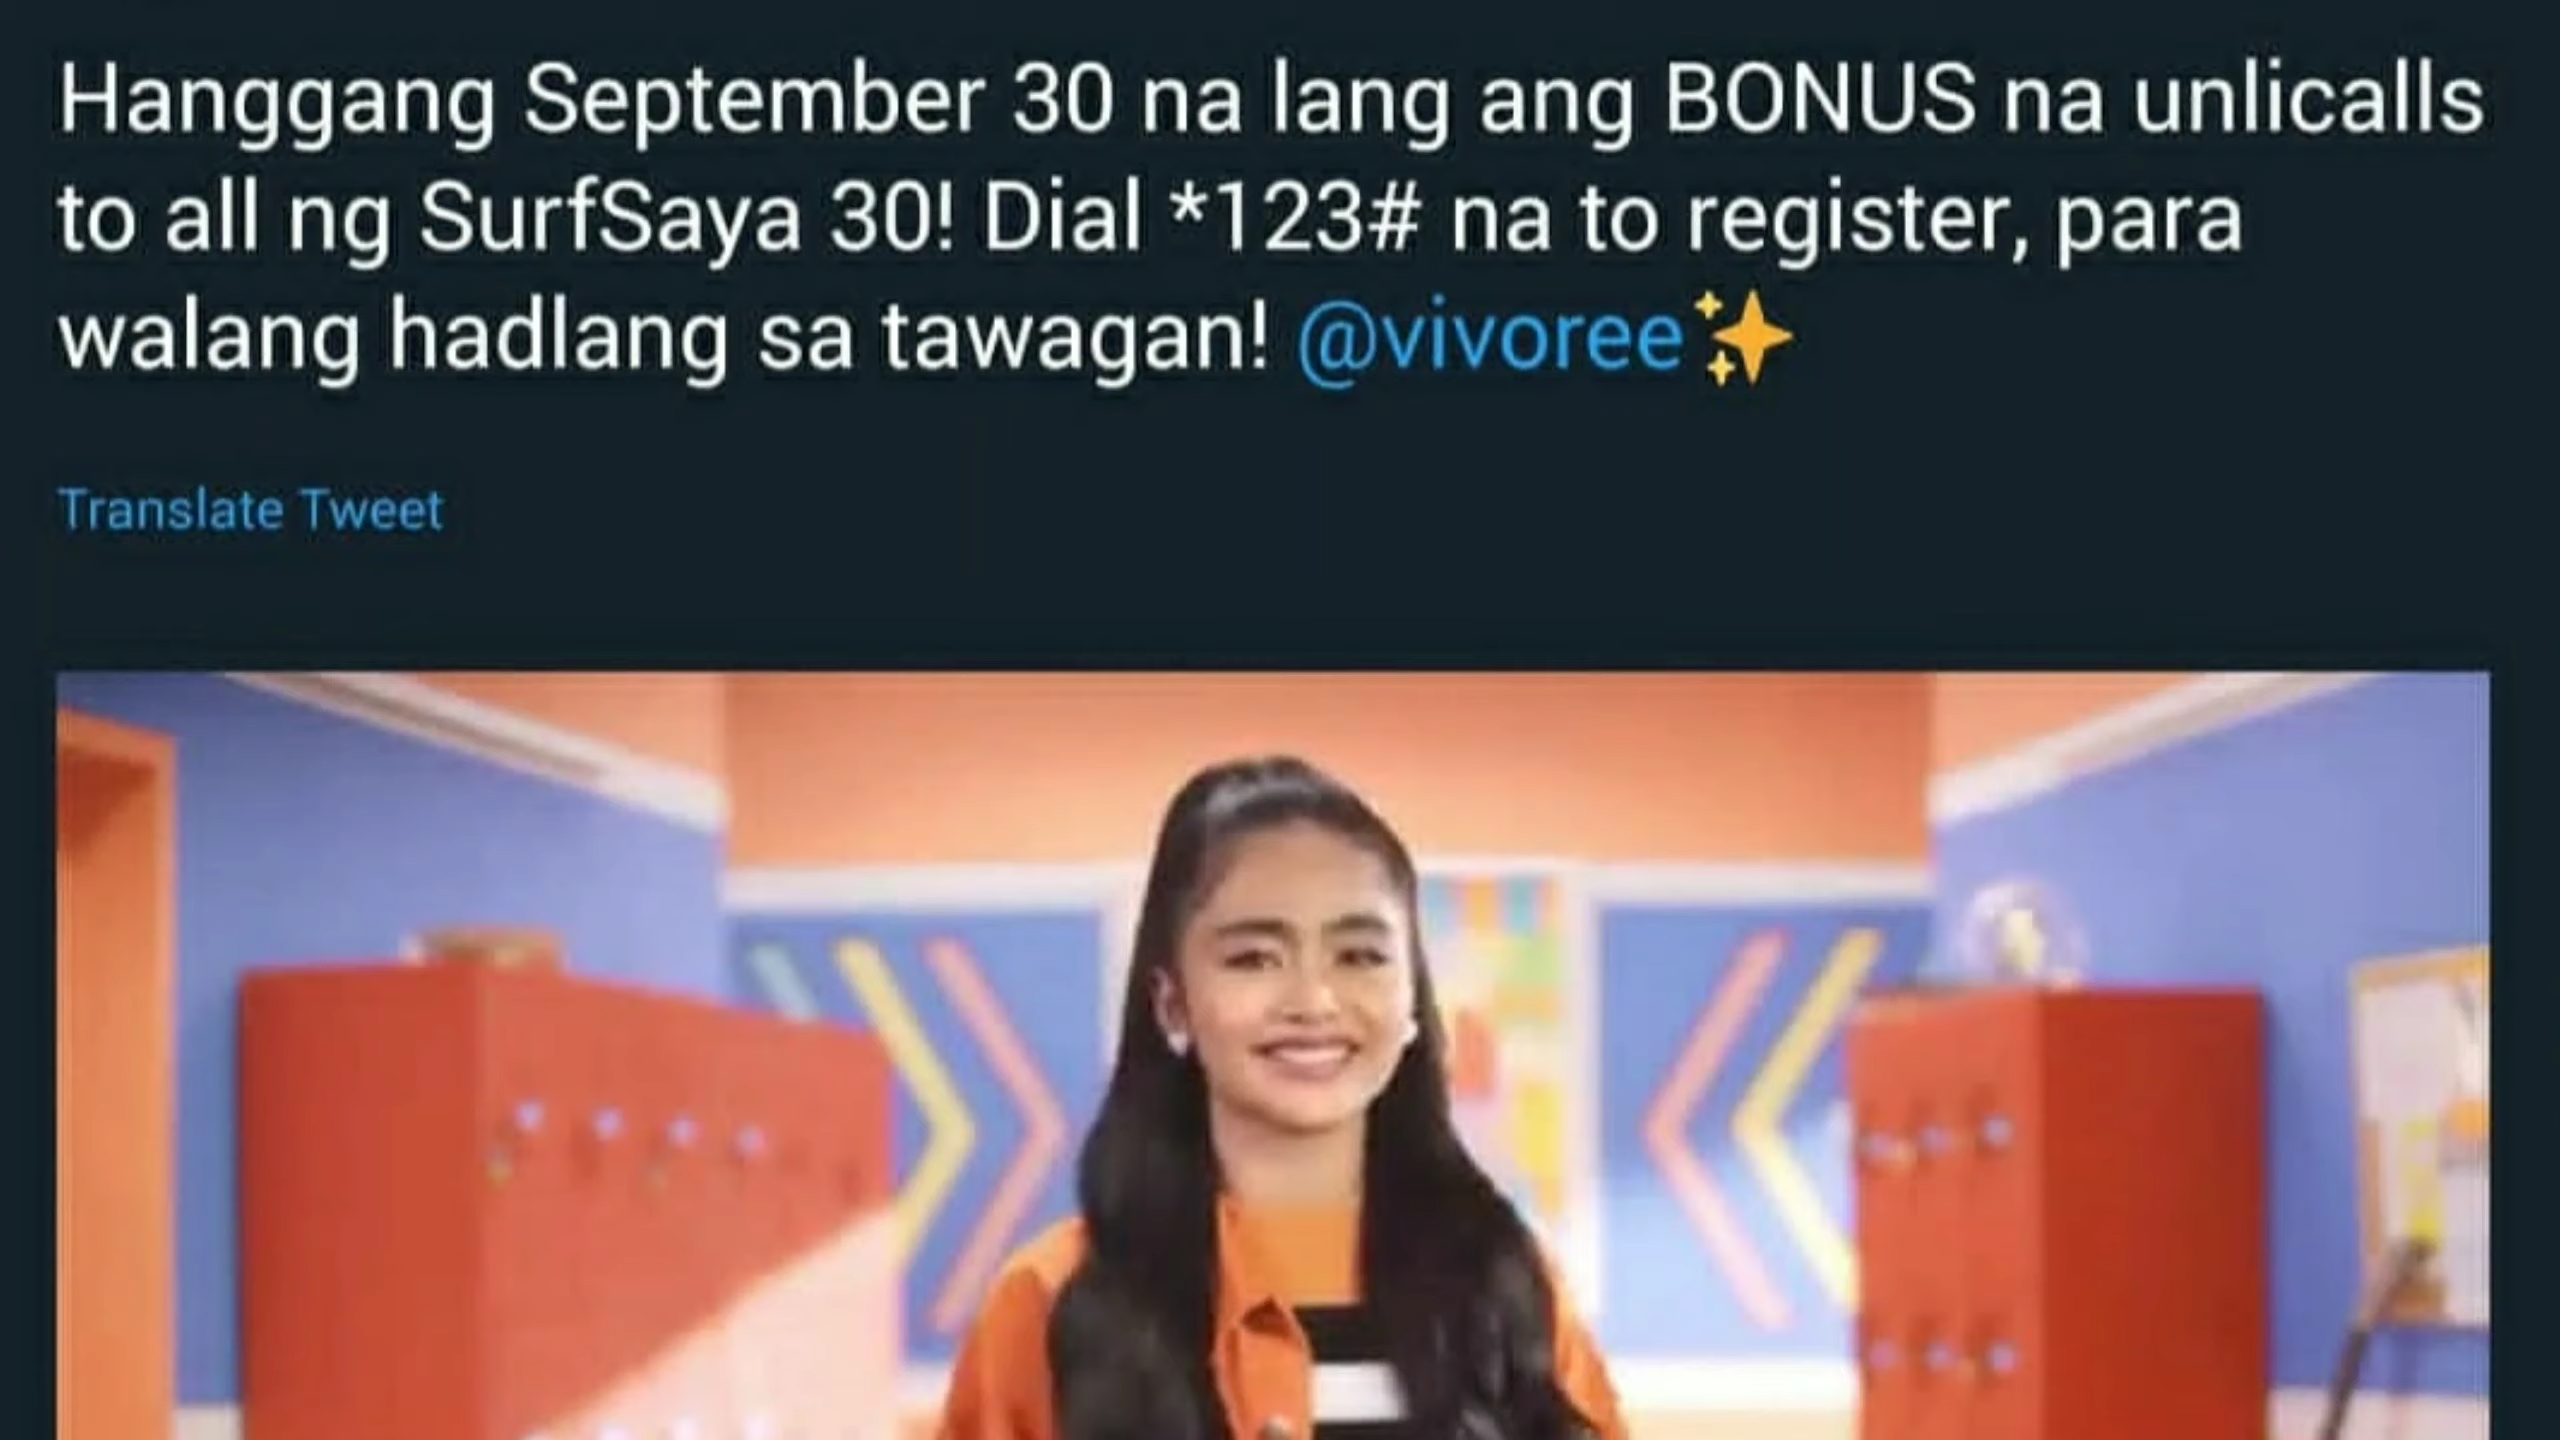 Hanggang September 30 na lang ang BONUS na unlicalls
to all ng SurfSaya 30! Dial *123# na to register, para
walang hadlang sa tawagan! @vivoree✨
Translate Tweet